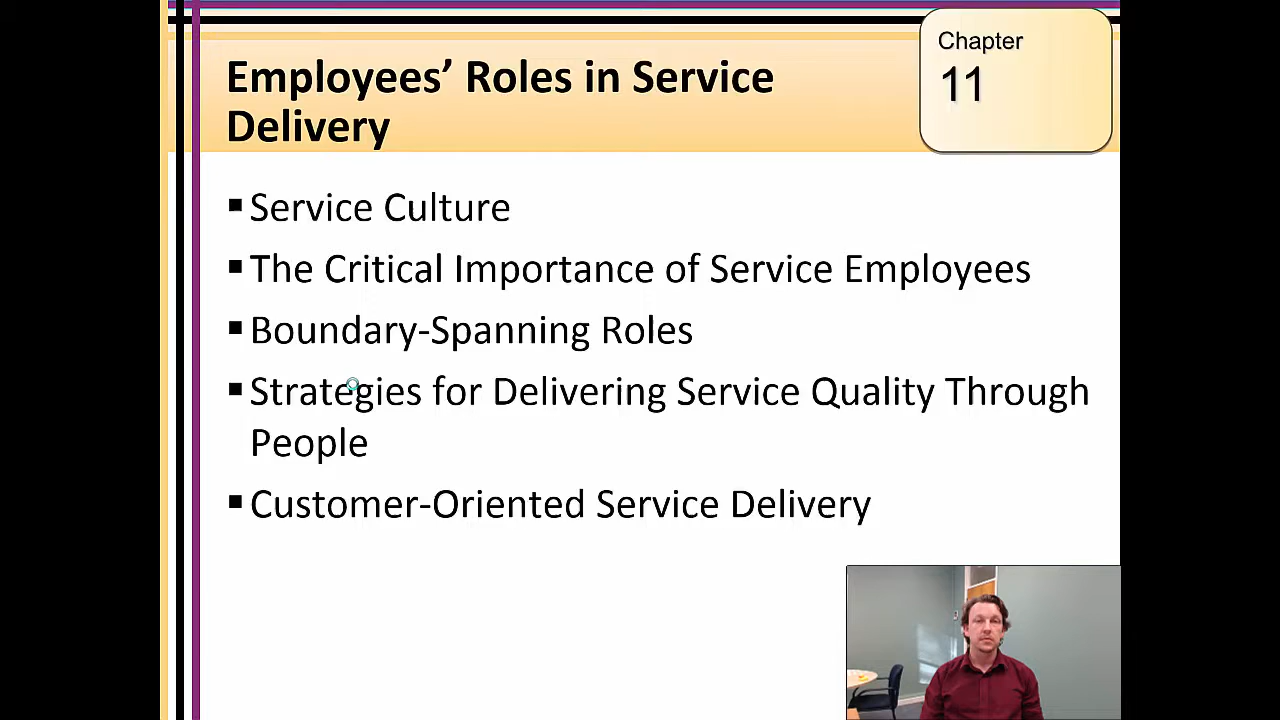 Employees’ Roles in Service
Delivery
Chapter
11
▪Service Culture
▪The Critical Importance of Service Employees
▪Boundary-Spanning Roles
▪Strategies for Delivering Service Quality Through
People
▪Customer-Oriented Service Delivery